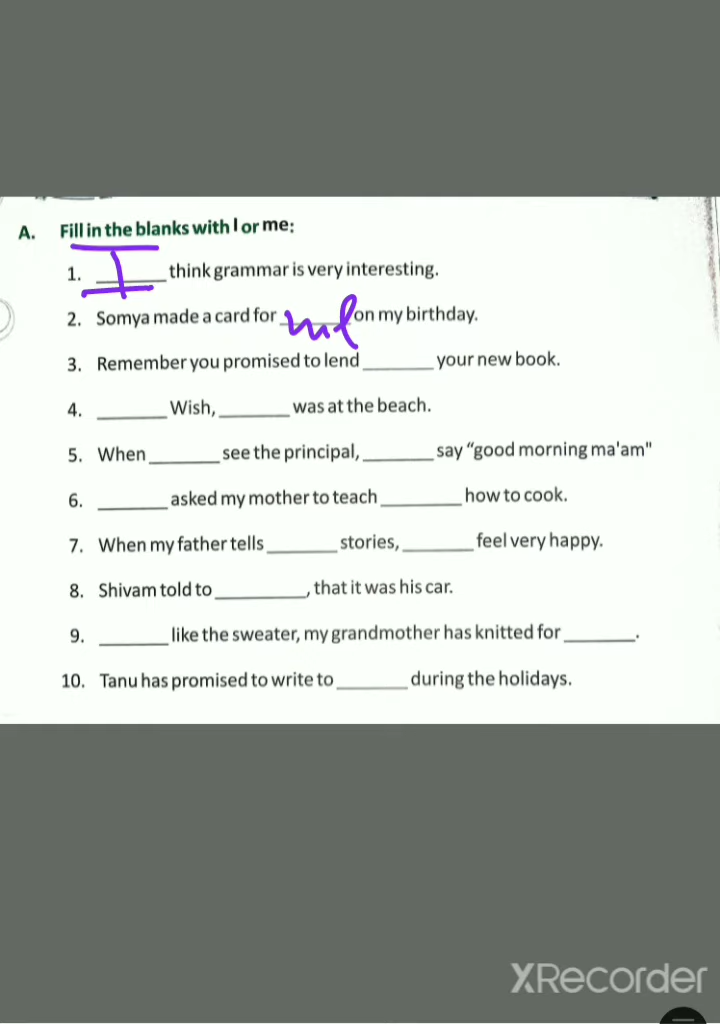 A. Fill in the blanks with I or me:
1. I think grammar is very interesting.
2. Somya made a card for me on my birthday.
3. Remember you promised to lend ______ your new book.
4. ______ Wish, ______ was at the beach.
5. When ______ see the principal, ______ say “good morning ma'am"
6. ______ asked my mother to teach ______ how to cook.
7. When my father tells ______ stories, ______ feel very happy.
8. Shivam told to ______, that it was his car.
9. ______ like the sweater, my grandmother has knitted for ______.
10. Tanu has promised to write to ______ during the holidays.
XRecorder